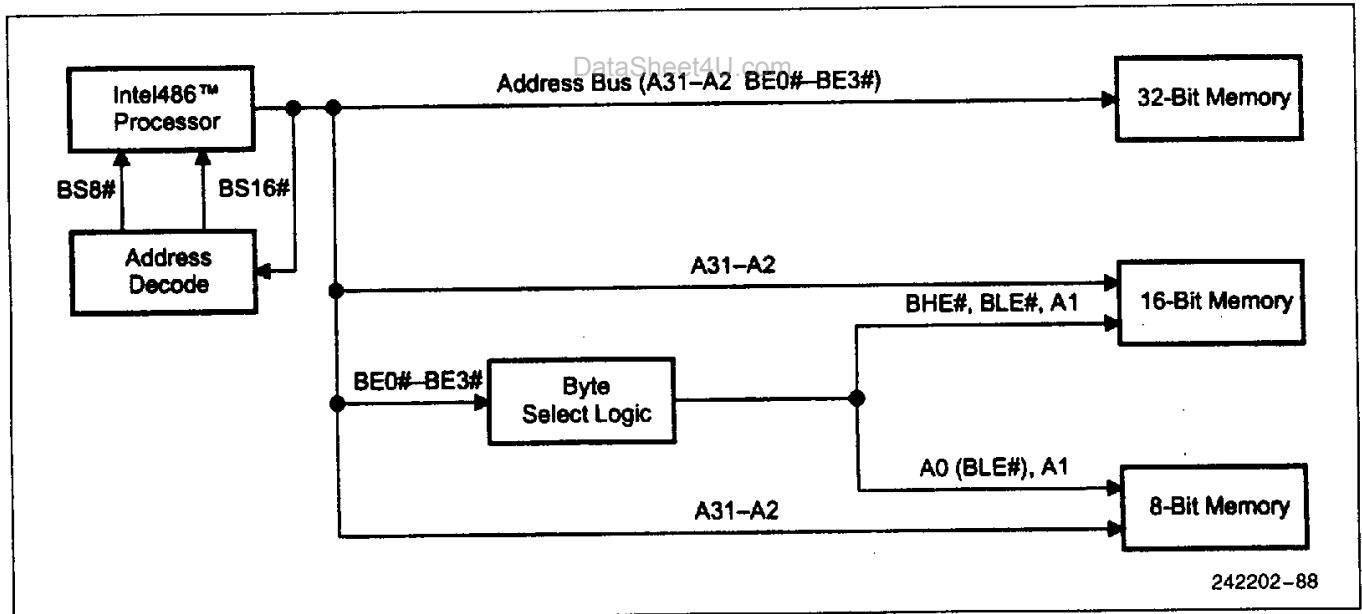 DataSheet4U.com
Intel486™
Processor
Address Bus (A31–A2 BE0#–BE3#)
32-Bit Memory
BS8#
BS16#
Address
Decode
A31–A2
BHE#, BLE#, A1
16-Bit Memory
BE0#–BE3#
Byte
Select Logic
A0 (BLE#), A1
A31–A2
8-Bit Memory
242202–88